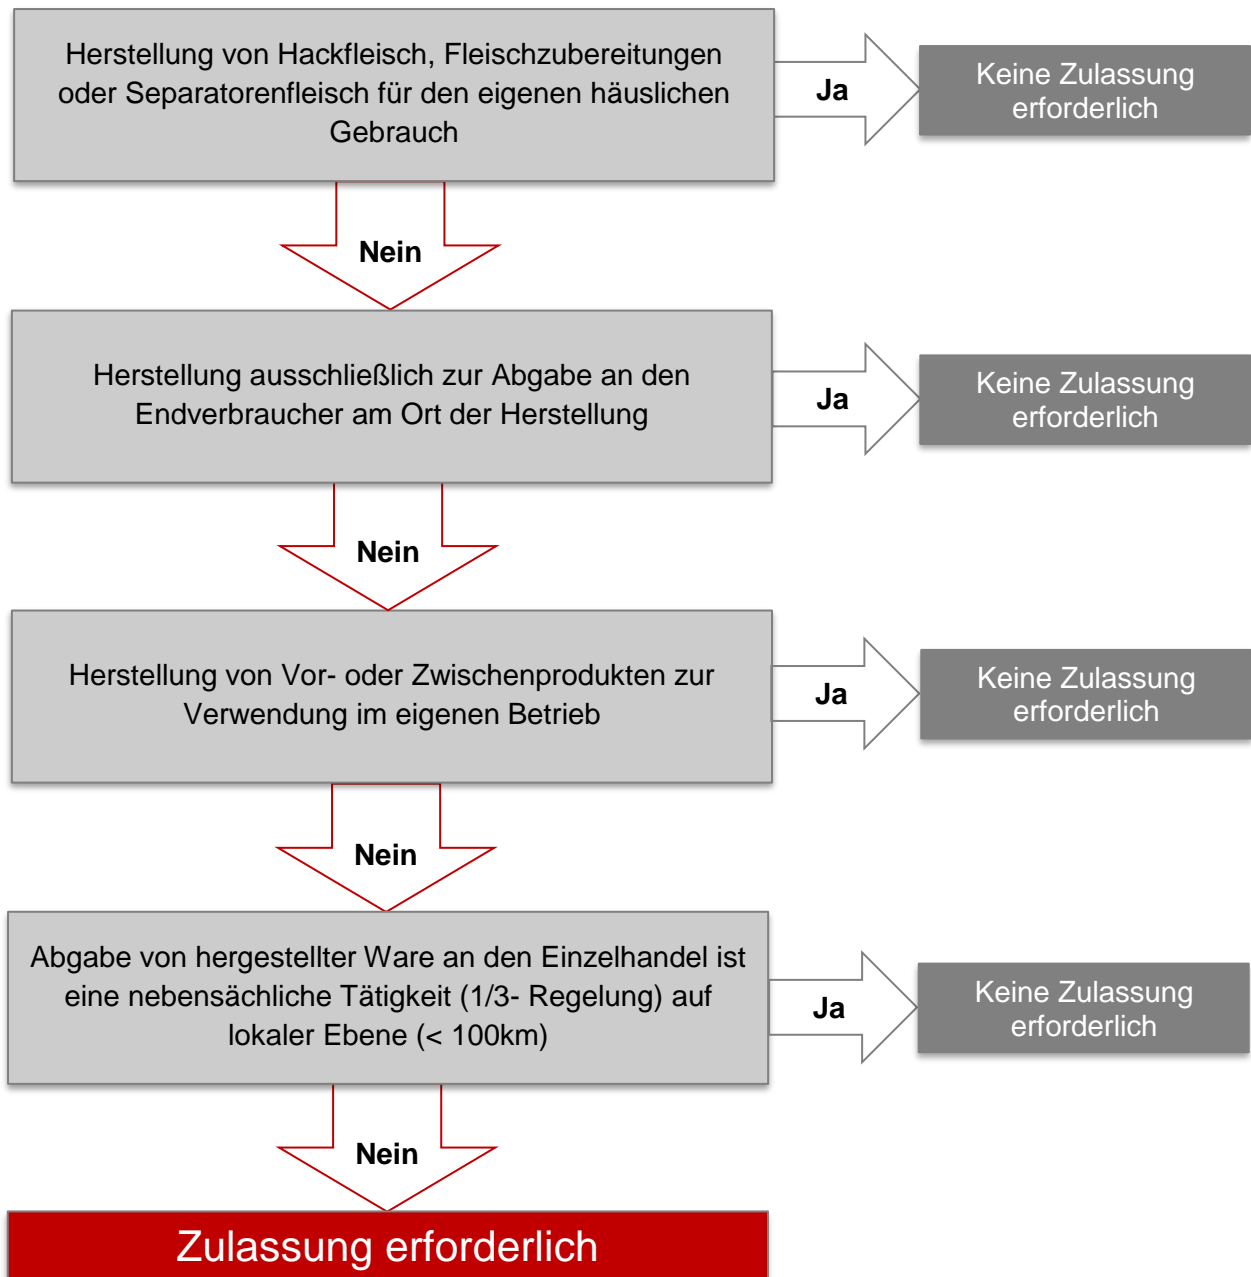 Herstellung von Hackfleisch, Fleischzubereitungen
oder Separatorenfleisch für den eigenen häuslichen
Gebrauch
Ja
Keine Zulassung
erforderlich
Nein
Herstellung ausschließlich zur Abgabe an den
Endverbraucher am Ort der Herstellung
Ja
Keine Zulassung
erforderlich
Nein
Herstellung von Vor- oder Zwischenprodukten zur
Verwendung im eigenen Betrieb
Ja
Keine Zulassung
erforderlich
Nein
Abgabe von hergestellter Ware an den Einzelhandel ist
eine nebensächliche Tätigkeit (1/3- Regelung) auf
lokaler Ebene (< 100km)
Ja
Keine Zulassung
erforderlich
Nein
Zulassung erforderlich